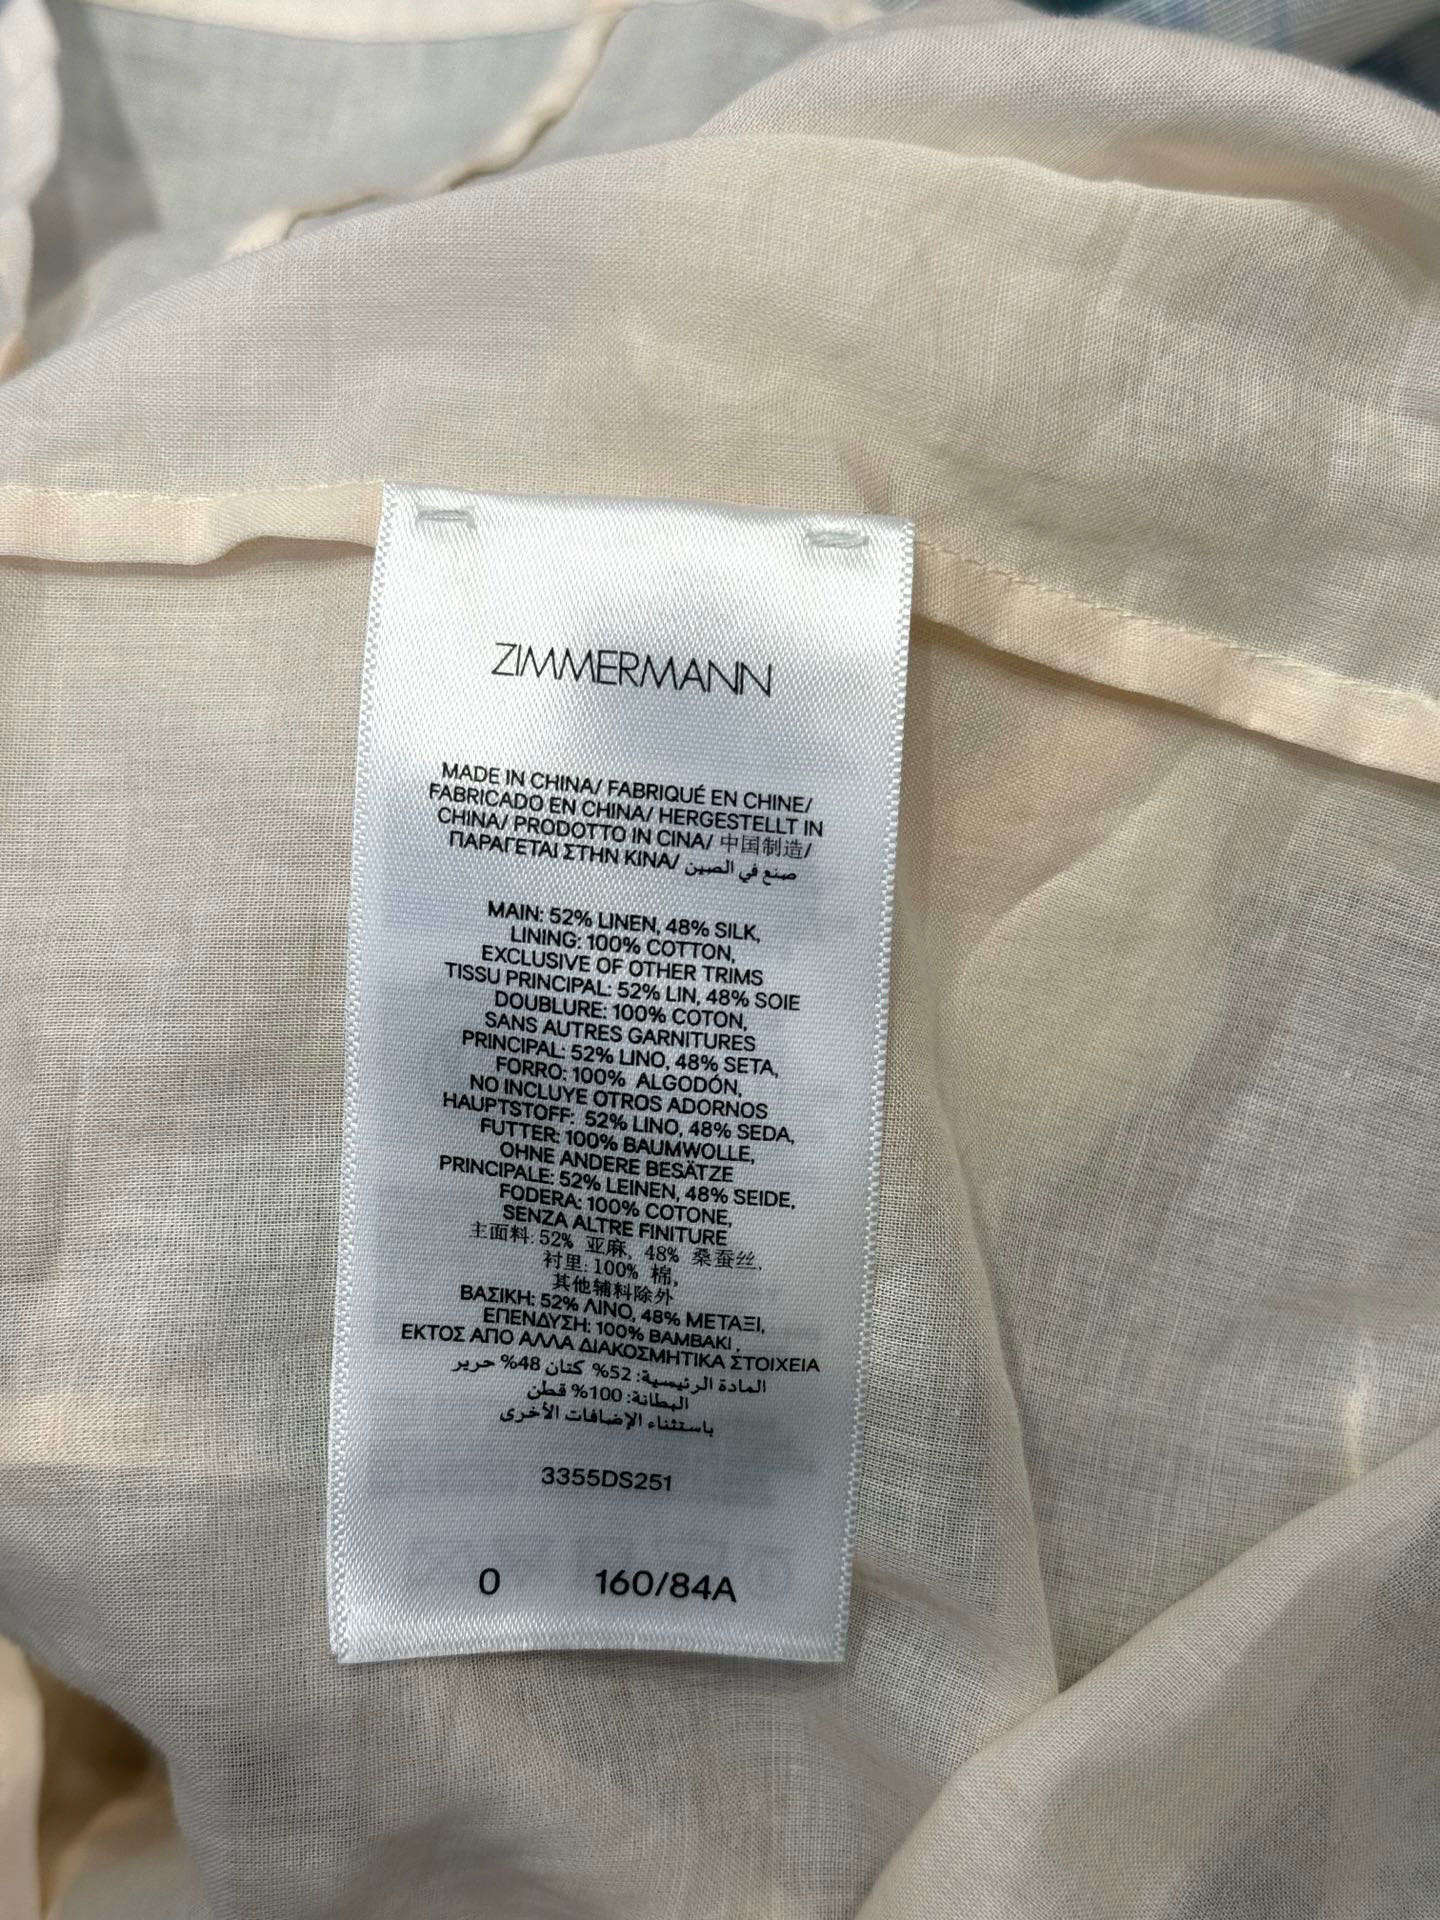 ZIMMERMANN
MADE IN CHINA/ FABRIQUÉ EN CHINE/
FABRICADO EN CHINA/ HERGESTELLT IN
CHINA/ PRODOTTO IN CINA/ 中国制造/
ΠΑΡΑΓΕΤΑΙ ΣΤΗΝ ΚΙΝΑ/ صنع في الصين
MAIN: 52% LINEN, 48% SILK,
LINING: 100% COTTON,
EXCLUSIVE OF OTHER TRIMS
TISSU PRINCIPAL: 52% LIN, 48% SOIE
DOUBLURE: 100% COTON,
SANS AUTRES GARNITURES
PRINCIPAL: 52% LINO, 48% SETA,
FORRO: 100% ALGODÓN,
NO INCLUYE OTROS ADORNOS
HAUPTSTOFF: 52% LINO, 48% SEDA,
FUTTER: 100% BAUMWOLLE,
OHNE ANDERE BESÄTZE
PRINCIPALE: 52% LEINEN, 48% SEIDE,
FODERA: 100% COTONE,
SENZA ALTRE FINITURE
主面料: 52% 亚麻, 48% 桑蚕丝,
衬里: 100% 棉,
其他辅料除外
ΒΑΣΙΚΗ: 52% ΛΙΝΟ, 48% ΜΕΤΑΞΙ,
ΕΠΕΝΔΥΣΗ: 100% ΒΑΜΒΑΚΙ ,
ΕΚΤΟΣ ΑΠΟ ΑΛΛΑ ΔΙΑΚΟΣΜΗΤΙΚΑ ΣΤΟΙΧΕΙΑ
المادة الرئيسية: 52% كتان 48% حرير
البطانة: 100% قطن
باستثناء الإضافات الأخرى
3355DS251
0 160/84A